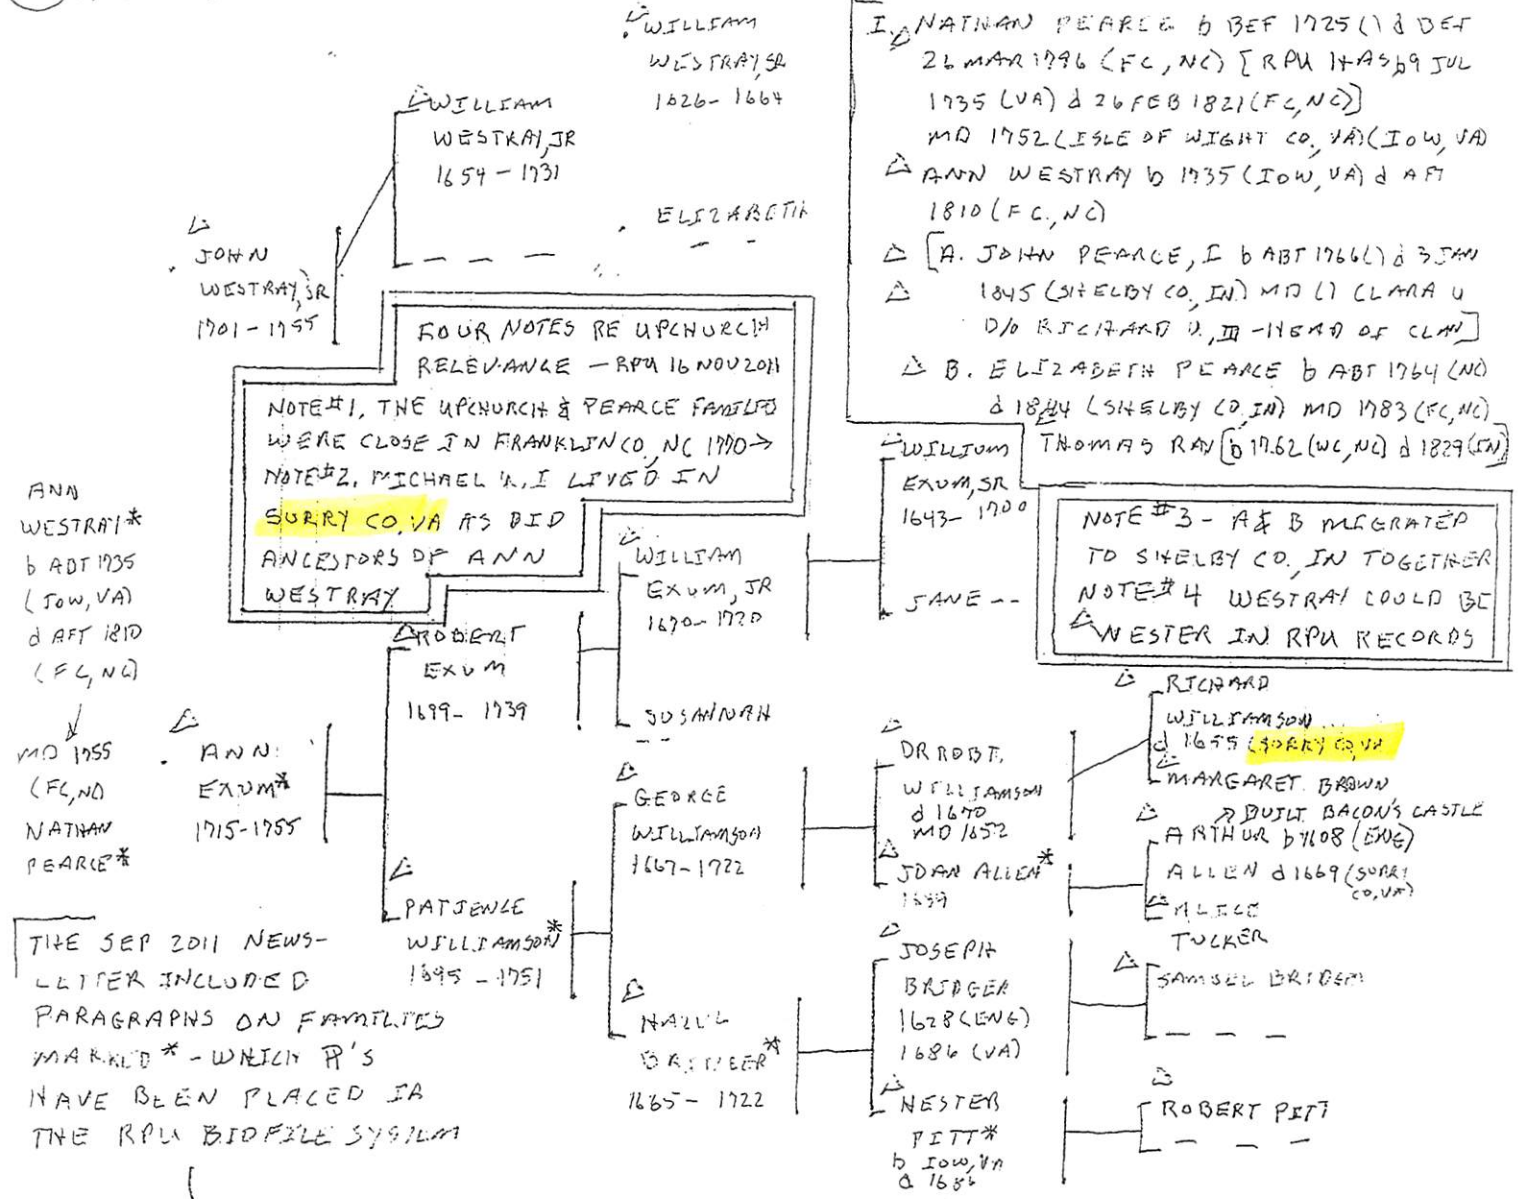 WILLIAM
WESTRAY, SR
1626- 1664
WILLIAM
WESTRAY, JR
1654-1731
ELIZABETH
- -
- - - -
JOHN
WESTRAY, SR
1701-1755
I. NATHAN PEARCE b BEF 1725 () d BEF
26 MAR 1796 (FC, NC) [RPU HAS b 9 JUL
1735 (VA) d 26 FEB 1821 (FC, NC)]
MD 1752 (ISLE OF WIGHT CO., VA) (IOW, VA)
ANN WESTRAY b 1735 (IOW, VA) d AFT
1810 (FC., NC)
[A. JOHN PEARCE, I b ABT 1766 () d 3 JAN
1845 (SHELBY CO., IN) MD () CLARA U
D/O RICHARD U., III -HEAD OF CLAN]
B. ELIZABETH PEARCE b ABT 1764 (NC)
d 1844 (SHELBY CO, IN) MD 1783 (FC, NC)
THOMAS RAY [b 1762 (WC, NC) d 1829 (IN)]
FOUR NOTES RE UPCHURCH
RELEVANCE - RPU 16 NOV 2011
NOTE #1, THE UPCHURCH & PEARCE
WERE CLOSE IN FRANKLIN CO., NC 1770→
NOTE #2, MICHAEL U., I LIVED IN
SURRY CO, VA AS DID
ANCESTORS OF ANN
WESTRAY
NOTE #3 - A & B MIGRATED
TO SHELBY CO., IN TOGETHER
NOTE #4 WESTRAY COULD BE
WESTER IN RPU RECORDS
ANN
WESTRAY*
b ABT 1735
(IOW, VA)
d AFT 1810
(FC, NC)
MD 1755
(FC, NC)
NATHAN
PEARCE*
ANN
EXUM*
1715-1755
ROBERT
EXUM
1699- 1739
PATIENCE
WILLIAMSON*
1695 - 1751
WILLIAM
EXUM, JR
1670- 1720
SUSANNAH
- -
GEORGE
WILLIAMSON
1667-1722
BRIDGER*
1665- 1722
WILLIUM
EXUM, SR
1643- 1700
JANE --
DR ROBT.
WILLIAMSON
d 1670
MD 1652
JOAN ALLEN*
JOSEPH
BRIDGER
1628 (ENG)
1686 (VA)
HESTER
PITT*
b IOW, VA
d 1686
RICHARD
WILLIAMSON
d 1655 (SURRY CO, VA
MARGARET BROWN
↗ BUILT BACON'S CASTLE
ARTHUR b 1608 (ENG)
ALLEN d 1669 (SURRY
CO, VA)
ALICE
TUCKER
SAMUEL BRIDGER
- - - -
ROBERT PITT
- - - -
THE SEP 2011 NEWS-
LETTER INCLUDED
PARAGRAPHS ON FAMILIES
MARKED* - WHICH P'S
HAVE BEEN PLACED IN
THE RPU BIOFILE SYSTEM